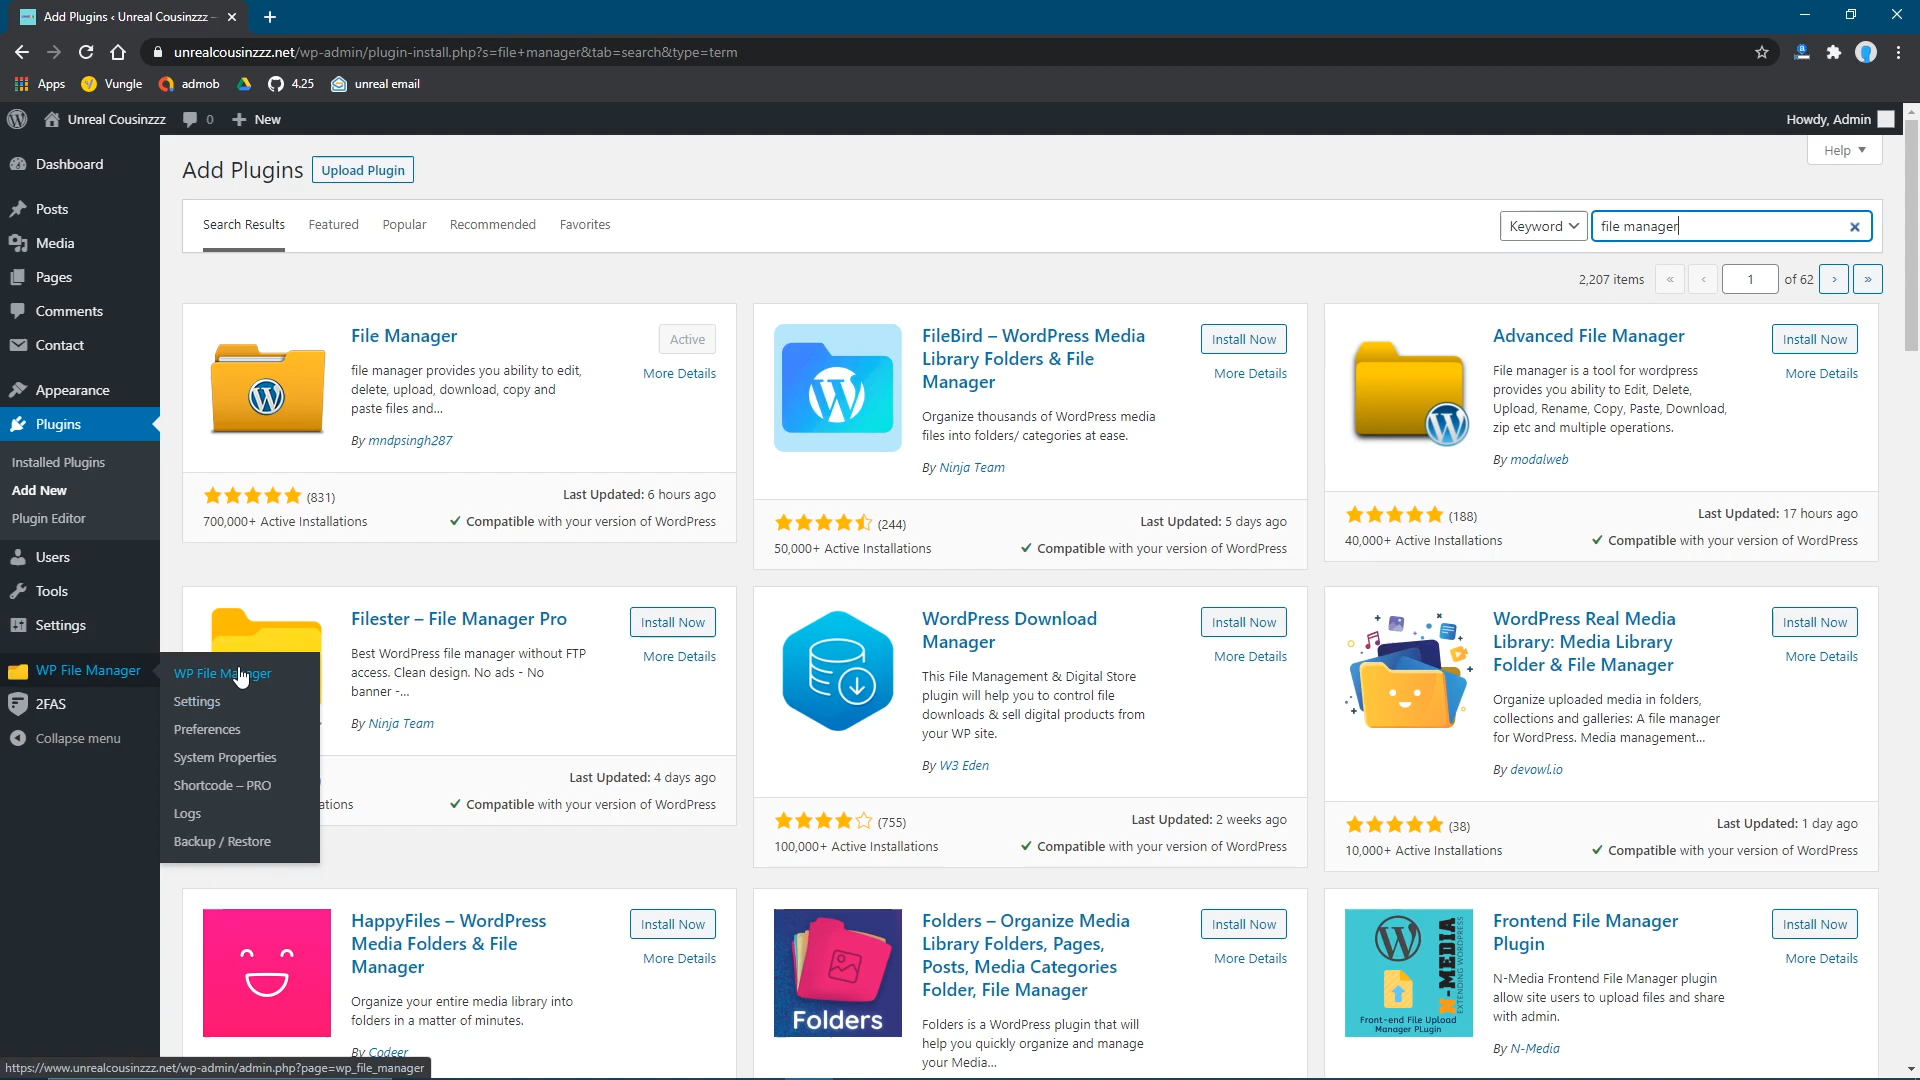 Add Plugins ‹ Unreal Cousinzzz –
unrealcousinzzz.net/wp-admin/plugin-install.php?s=file+manager&tab=search&type=term
Apps
Vungle
admob
4.25
unreal email
Unreal Cousinzzz
0
New
Howdy, Admin
Dashboard
Posts
Media
Pages
Comments
Contact
Appearance
Plugins
Installed Plugins
Add New
Plugin Editor
Users
Tools
Settings
WP File Manager
2FAS
Collapse menu
WP File Manager
Settings
Preferences
System Properties
Shortcode – PRO
Logs
Backup / Restore
Add Plugins
Upload Plugin
Help
Search Results
Featured
Popular
Recommended
Favorites
Keyword
file manager
2,207 items
«
‹
1
of 62
›
»
File Manager
Active
More Details
file manager provides you ability to edit,
delete, upload, download, copy and
paste files and...
By mndpsingh287
(831)
700,000+ Active Installations
Last Updated: 6 hours ago
Compatible with your version of WordPress
FileBird – WordPress Media
Library Folders & File
Manager
Install Now
More Details
Organize thousands of WordPress media
files into folders/ categories at ease.
By Ninja Team
(244)
50,000+ Active Installations
Last Updated: 5 days ago
Compatible with your version of WordPress
Advanced File Manager
Install Now
More Details
File manager is a tool for wordpress
provides you ability to Edit, Delete,
Upload, Rename, Copy, Paste, Download,
zip etc and multiple operations.
By modalweb
(188)
40,000+ Active Installations
Last Updated: 17 hours ago
Compatible with your version of WordPress
Filester – File Manager Pro
Install Now
More Details
Best WordPress file manager without FTP
access. Clean design. No ads - No
banner -...
By Ninja Team
ations
Last Updated: 4 days ago
Compatible with your version of WordPress
WordPress Download
Manager
Install Now
More Details
This File Management & Digital Store
plugin will help you to control file
downloads & sell digital products from
your WP site.
By W3 Eden
(755)
100,000+ Active Installations
Last Updated: 2 weeks ago
Compatible with your version of WordPress
WordPress Real Media
Library: Media Library
Folder & File Manager
Install Now
More Details
Organize uploaded media in folders,
collections and galleries: A file manager
for WordPress. Media management...
By devowl.io
(38)
10,000+ Active Installations
Last Updated: 1 day ago
Compatible with your version of WordPress
HappyFiles – WordPress
Media Folders & File
Manager
Install Now
More Details
Organize your entire media library into
folders in a matter of minutes.
By Codeer
Folders
Folders – Organize Media
Library Folders, Pages,
Posts, Media Categories
Folder, File Manager
Install Now
More Details
Folders is a WordPress plugin that will
help you quickly organize and manage
your Media...
N-MEDIA
EXTENDING WORDPRESS
Front-end File Upload
Manager Plugin
Frontend File Manager
Plugin
Install Now
More Details
N-Media Frontend File Manager plugin
allow site users to upload files and share
with admin.
By N-Media
https://www.unrealcousinzzz.net/wp-admin/admin.php?page=wp_file_manager